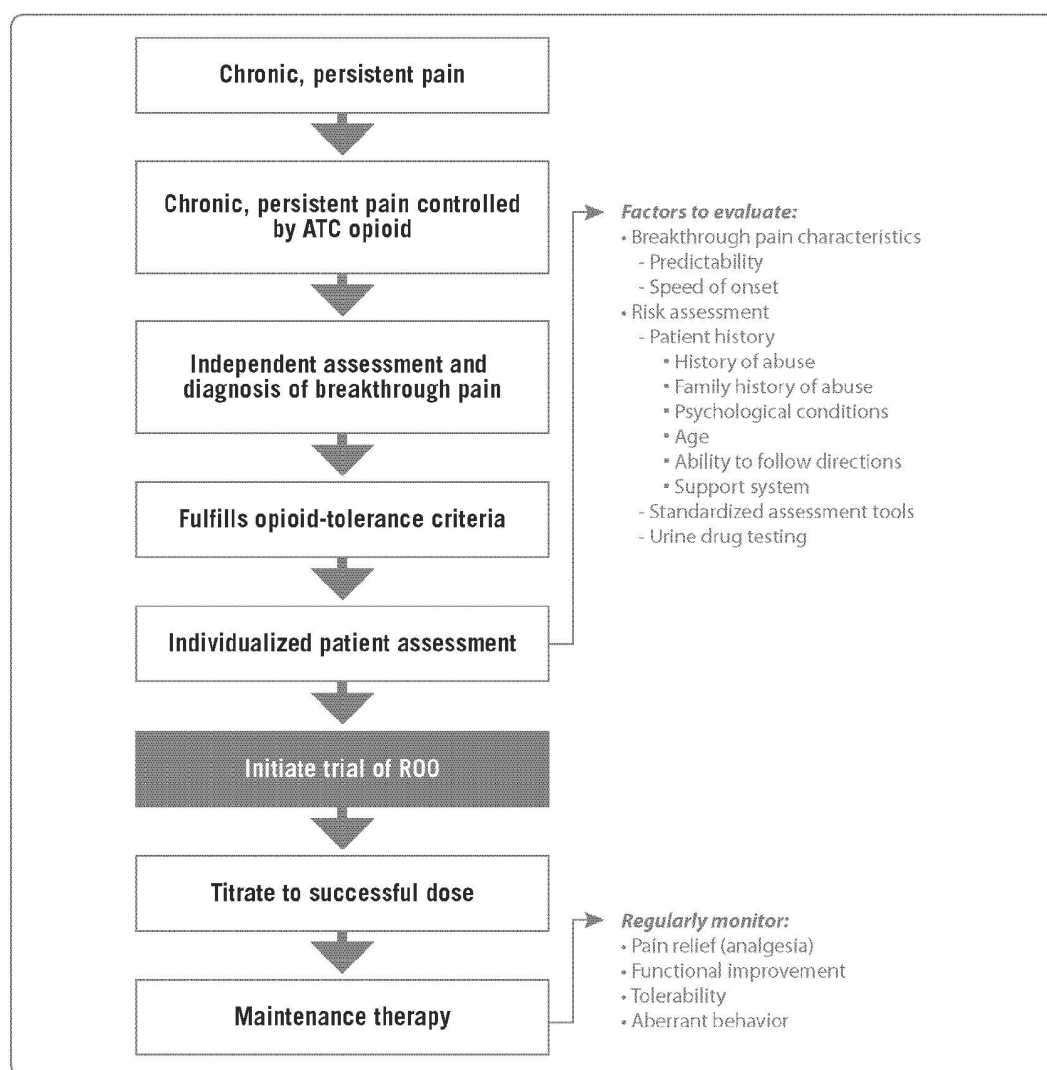 Chronic, persistent pain
Chronic, persistent pain controlled
by ATC opioid
Independent assessment and
diagnosis of breakthrough pain
Fulfills opioid-tolerance criteria
Individualized patient assessment
Factors to evaluate:
• Breakthrough pain characteristics
- Predictability
- Speed of onset
• Risk assessment
- Patient history
▪ History of abuse
▪ Family history of abuse
▪ Psychological conditions
▪ Age
▪ Ability to follow directions
▪ Support system
- Standardized assessment tools
- Urine drug testing
Initiate trial of ROO
Titrate to successful dose
Maintenance therapy
Regularly monitor:
• Pain relief (analgesia)
• Functional improvement
• Tolerability
• Aberrant behavior